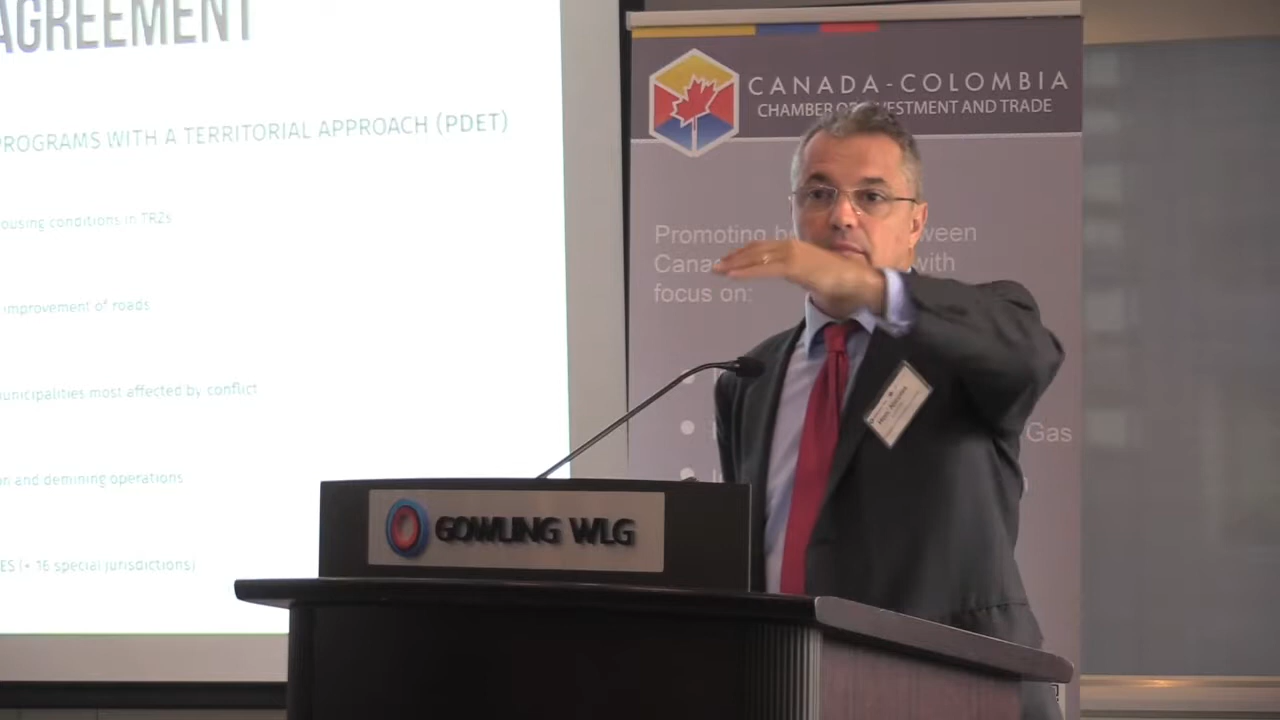 AGREEMENT
PROGRAMS WITH A TERRITORIAL APPROACH (PDET)
ousing conditions in TRZs
improvement of roads
unicipalities most affected by conflict
on and demining operations
ES (+ 16 special jurisdictions)
CANADA-COLOMBIA
CHAMBER OF INVESTMENT AND TRADE
Promoting b ween
Cana with
focus on:
Gas
GOWLING WLG